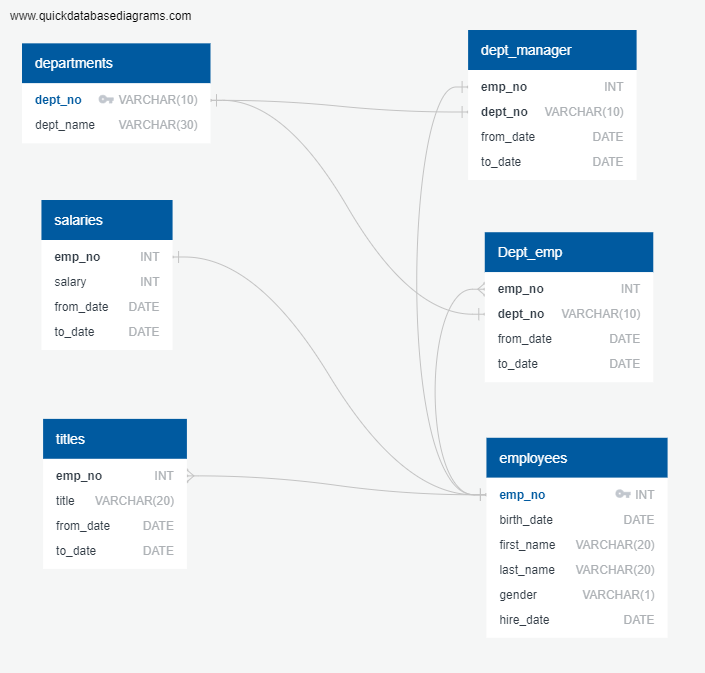 www.quickdatabasediagrams.com
departments
dept_no VARCHAR(10)
dept_name VARCHAR(30)
dept_manager
emp_no INT
dept_no VARCHAR(10)
from_date DATE
to_date DATE
salaries
emp_no INT
salary INT
from_date DATE
to_date DATE
Dept_emp
emp_no INT
dept_no VARCHAR(10)
from_date DATE
to_date DATE
titles
emp_no INT
title VARCHAR(20)
from_date DATE
to_date DATE
employees
emp_no INT
birth_date DATE
first_name VARCHAR(20)
last_name VARCHAR(20)
gender VARCHAR(1)
hire_date DATE